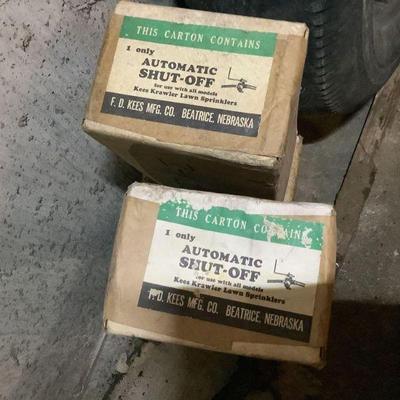 THIS CARTON CONTAINS
1 only
AUTOMATIC
SHUT-OFF
for use with all models
Kees Krawler Lawn Sprinklers
F. D. KEES MFG. CO. BEATRICE, NEBRASKA
THIS CARTON CONTAINS
1 only
AUTOMATIC
SHUT-OFF
for use with all models
Kees Krawler Lawn Sprinklers
F. D. KEES MFG. CO. BEATRICE, NEBRASKA